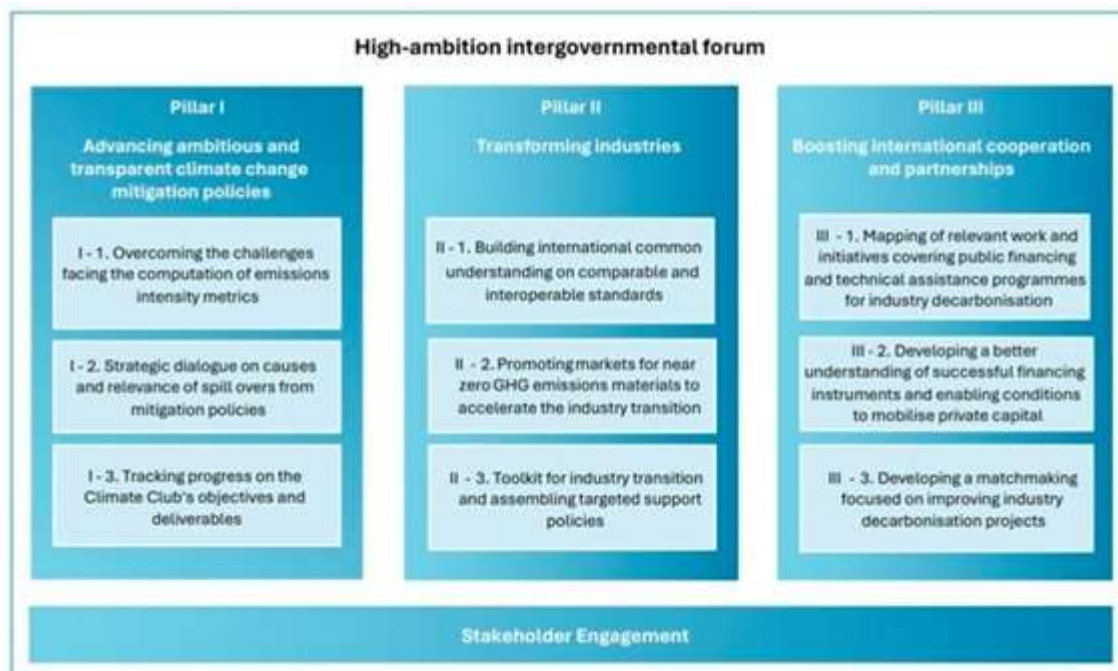 High-ambition intergovernmental forum
Pillar I
Advancing ambitious and
transparent climate change
mitigation policies
I - 1. Overcoming the challenges
facing the computation of emissions
intensity metrics
I - 2. Strategic dialogue on causes
and relevance of spill overs from
mitigation policies
I - 3. Tracking progress on the
Climate Club's objectives and
deliverables
Pillar II
Transforming industries
II - 1. Building international common
understanding on comparable and
interoperable standards
II - 2. Promoting markets for near
zero GHG emissions materials to
accelerate the industry transition
II - 3. Toolkit for industry transition
and assembling targeted support
policies
Pillar III
Boosting international cooperation
and partnerships
III - 1. Mapping of relevant work and
initiatives covering public financing
and technical assistance programmes
for industry decarbonisation
III - 2. Developing a better
understanding of successful financing
instruments and enabling conditions
to mobilise private capital
III - 3. Developing a matchmaking
focused on improving industry
decarbonisation projects
Stakeholder Engagement